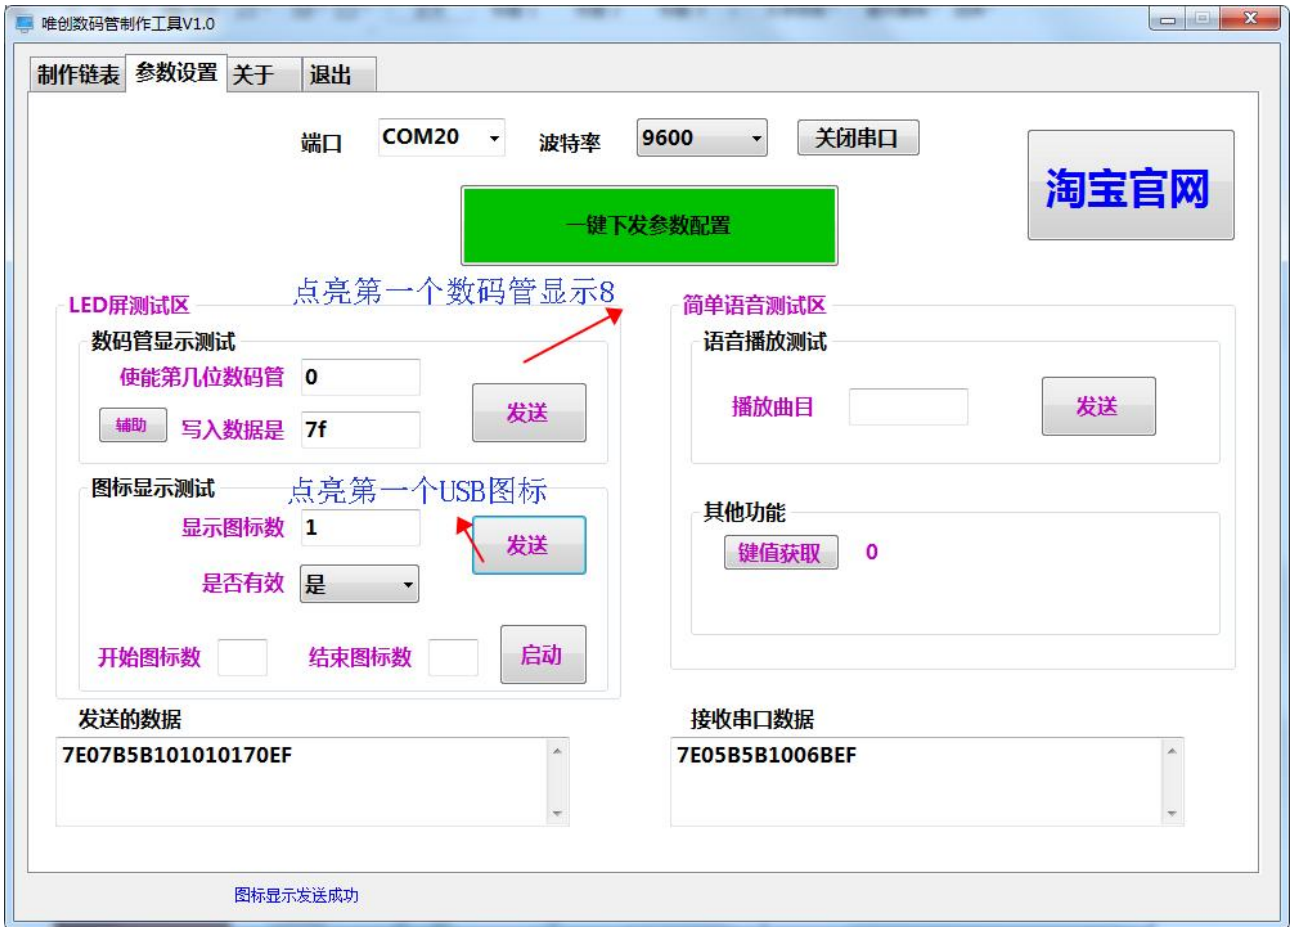 唯创数码管制作工具V1.0
制作链表 参数设置 关于 退出
端口 COM20 波特率 9600 关闭串口
淘宝官网
一键下发参数配置
点亮第一个数码管显示8
LED屏测试区
数码管显示测试
使能第几位数码管 0
发送
辅助 写入数据是 7f
图标显示测试
点亮第一个USB图标
显示图标数 1
发送
是否有效 是
开始图标数 结束图标数 启动
简单语音测试区
语音播放测试
播放曲目 发送
其他功能
键值获取 0
发送的数据
7E07B5B101010170EF
接收串口数据
7E05B5B1006BEF
图标显示发送成功